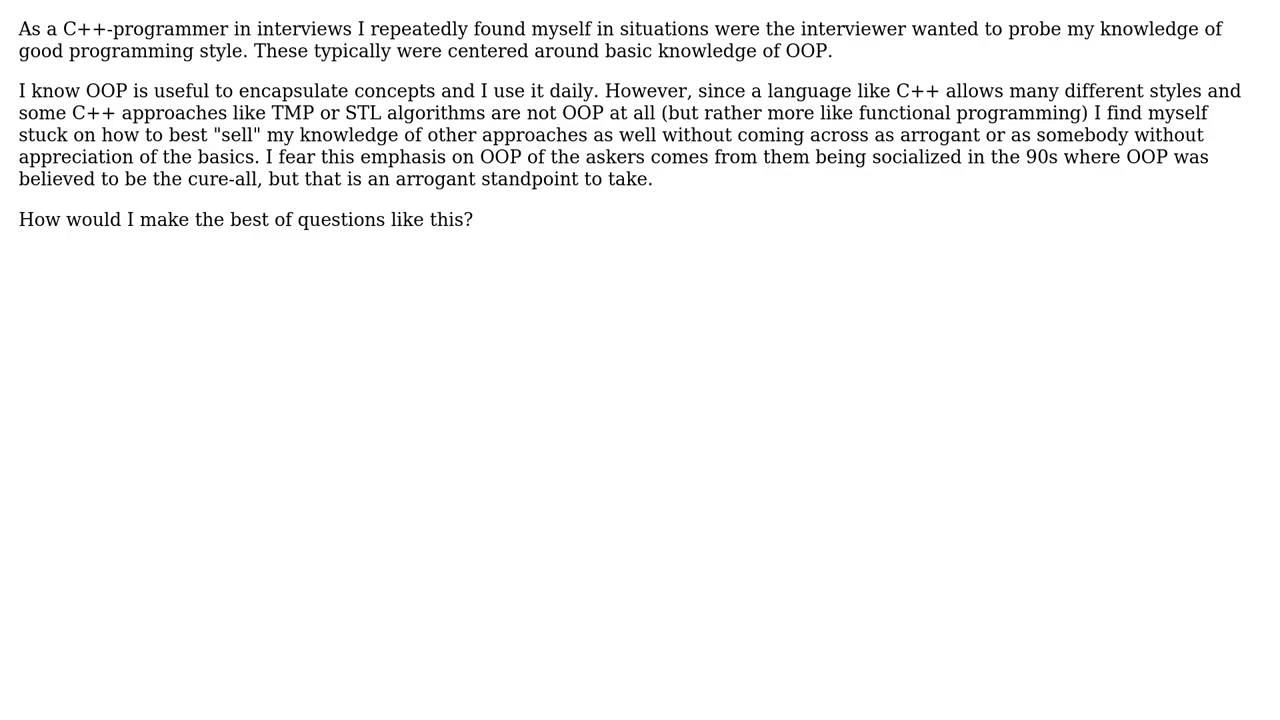 As a C++-programmer in interviews I repeatedly found myself in situations were the interviewer wanted to probe my knowledge of
good programming style. These typically were centered around basic knowledge of OOP.
I know OOP is useful to encapsulate concepts and I use it daily. However, since a language like C++ allows many different styles and
some C++ approaches like TMP or STL algorithms are not OOP at all (but rather more like functional programming) I find myself
stuck on how to best "sell" my knowledge of other approaches as well without coming across as arrogant or as somebody without
appreciation of the basics. I fear this emphasis on OOP of the askers comes from them being socialized in the 90s where OOP was
believed to be the cure-all, but that is an arrogant standpoint to take.
How would I make the best of questions like this?